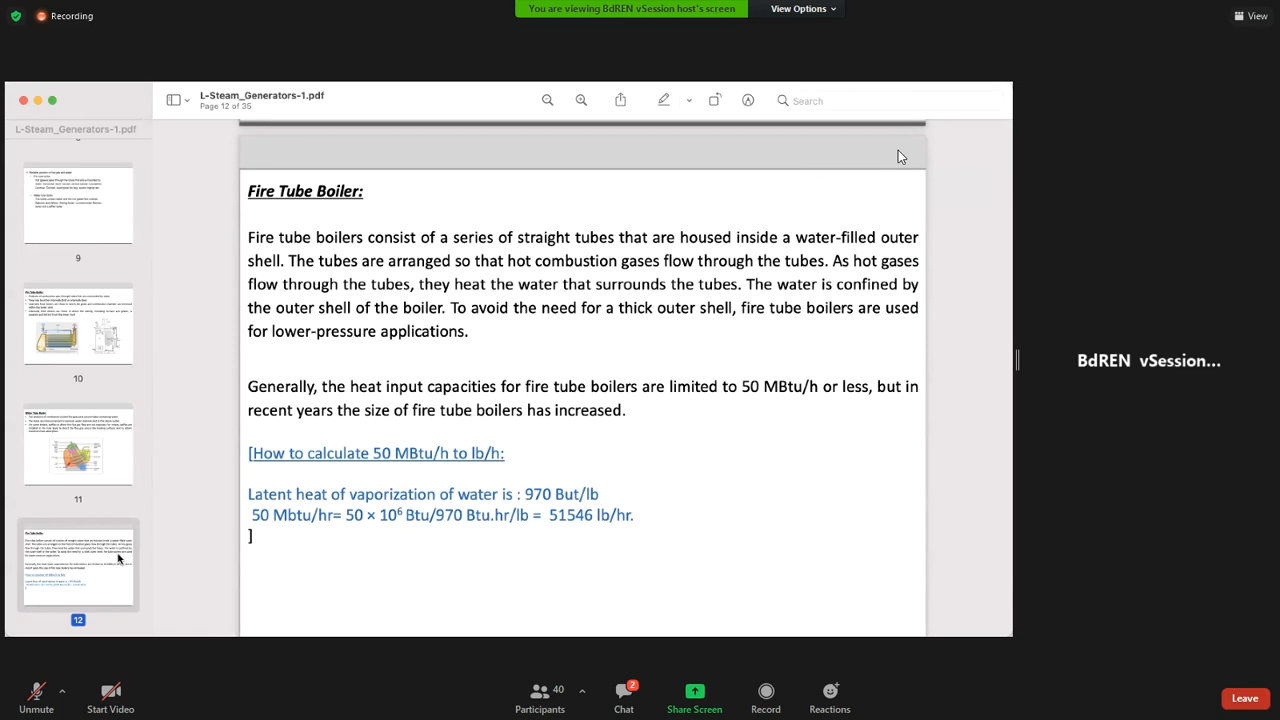 Recording
You are viewing BdREN vSession host's screen
View Options
View
L-Steam_Generators-1.pdf
Page 12 of 35
Search
L-Steam_Generators-1.pdf
9
10
11
12
Fire Tube Boiler:
Fire tube boilers consist of a series of straight tubes that are housed inside a water-filled outer
shell. The tubes are arranged so that hot combustion gases flow through the tubes. As hot gases
flow through the tubes, they heat the water that surrounds the tubes. The water is confined by
the outer shell of the boiler. To avoid the need for a thick outer shell, fire tube boilers are used
for lower-pressure applications.
Generally, the heat input capacities for fire tube boilers are limited to 50 MBtu/h or less, but in
recent years the size of fire tube boilers has increased.
[How to calculate 50 MBtu/h to lb/h:
Latent heat of vaporization of water is : 970 But/lb
50 Mbtu/hr= 50 × 10⁶ Btu/970 Btu.hr/lb = 51546 lb/hr.
]
BdREN vSession...
Unmute
Start Video
40
Participants
2
Chat
Share Screen
Record
Reactions
Leave